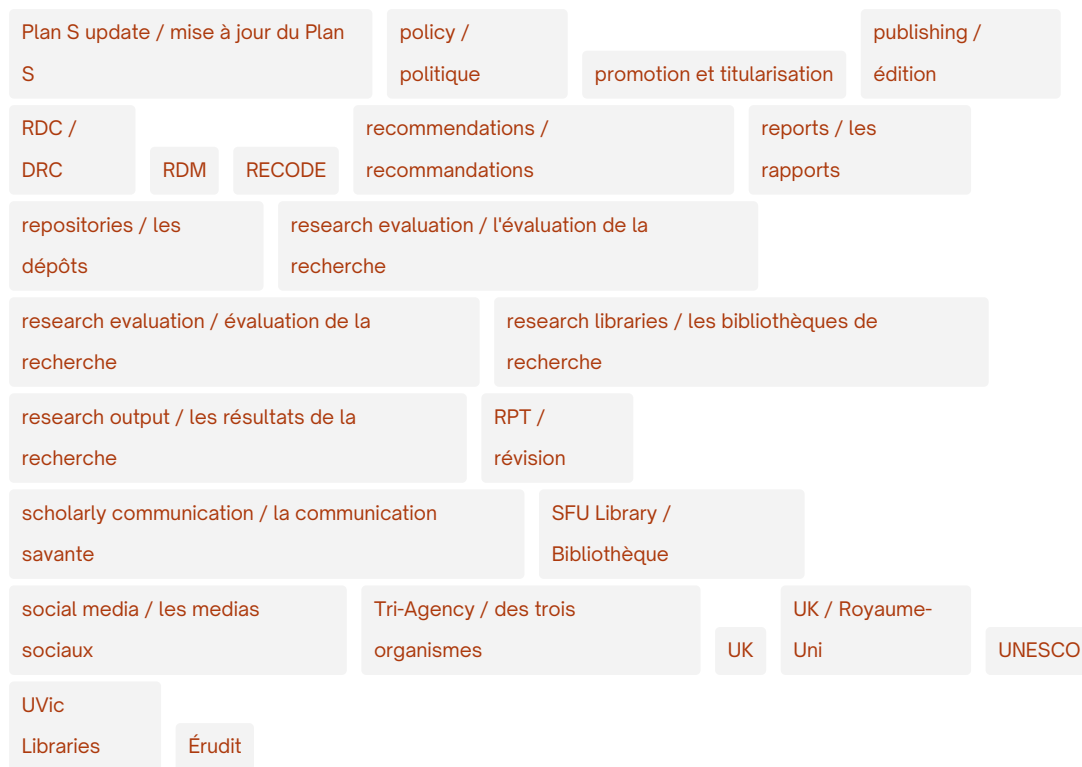 Plan S update / mise à jour du Plan
S
policy /
politique
promotion et titularisation
publishing /
édition
RDC /
DRC
RDM
RECODE
recommendations /
recommandations
reports / les
rapports
repositories / les
dépôts
research evaluation / l'évaluation de la
recherche
research evaluation / évaluation de la
recherche
research libraries / les bibliothèques de
recherche
research output / les résultats de la
recherche
RPT /
révision
scholarly communication / la communication
savante
SFU Library /
Bibliothèque
social media / les medias
sociaux
Tri-Agency / des trois
organismes
UK
UK / Royaume-
Uni
UNESCO
UVic
Libraries
Érudit